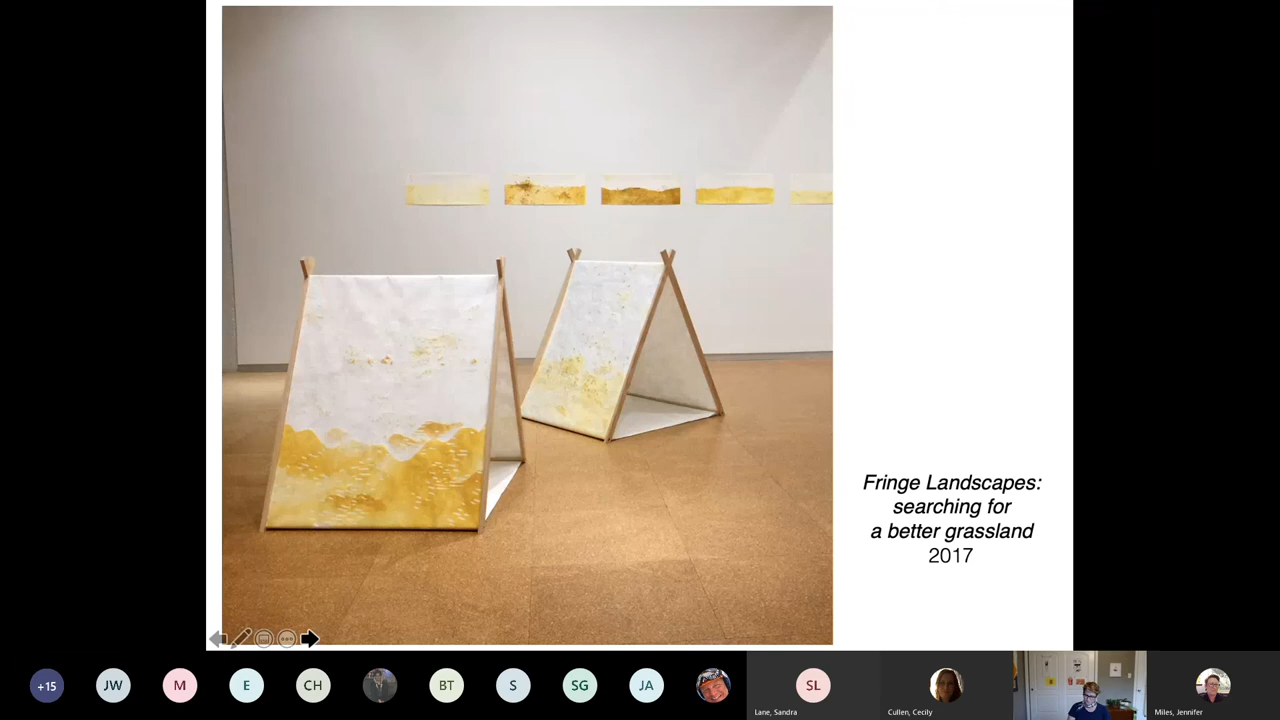 Fringe Landscapes:
searching for
a better grassland
2017
+15
JW
M
E
CH
BT
S
SG
JA
SL
Lane, Sandra
Cullen, Cecily
Miles, Jennifer